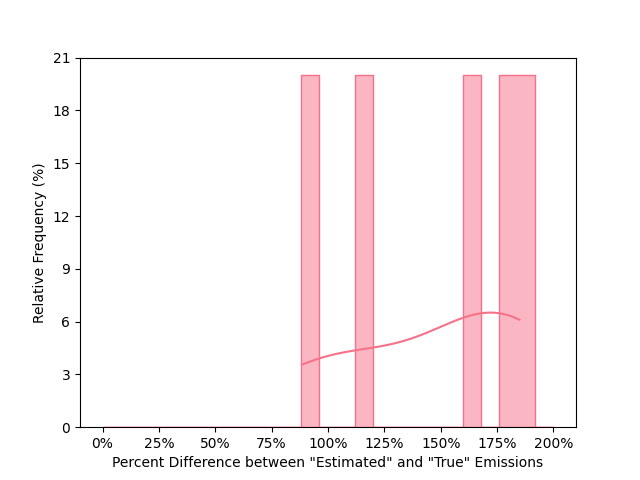 21
18
15
12
9
6
3
0
Relative Frequency (%)
0% 25% 50% 75% 100% 125% 150% 175% 200%
Percent Difference between "Estimated" and "True" Emissions